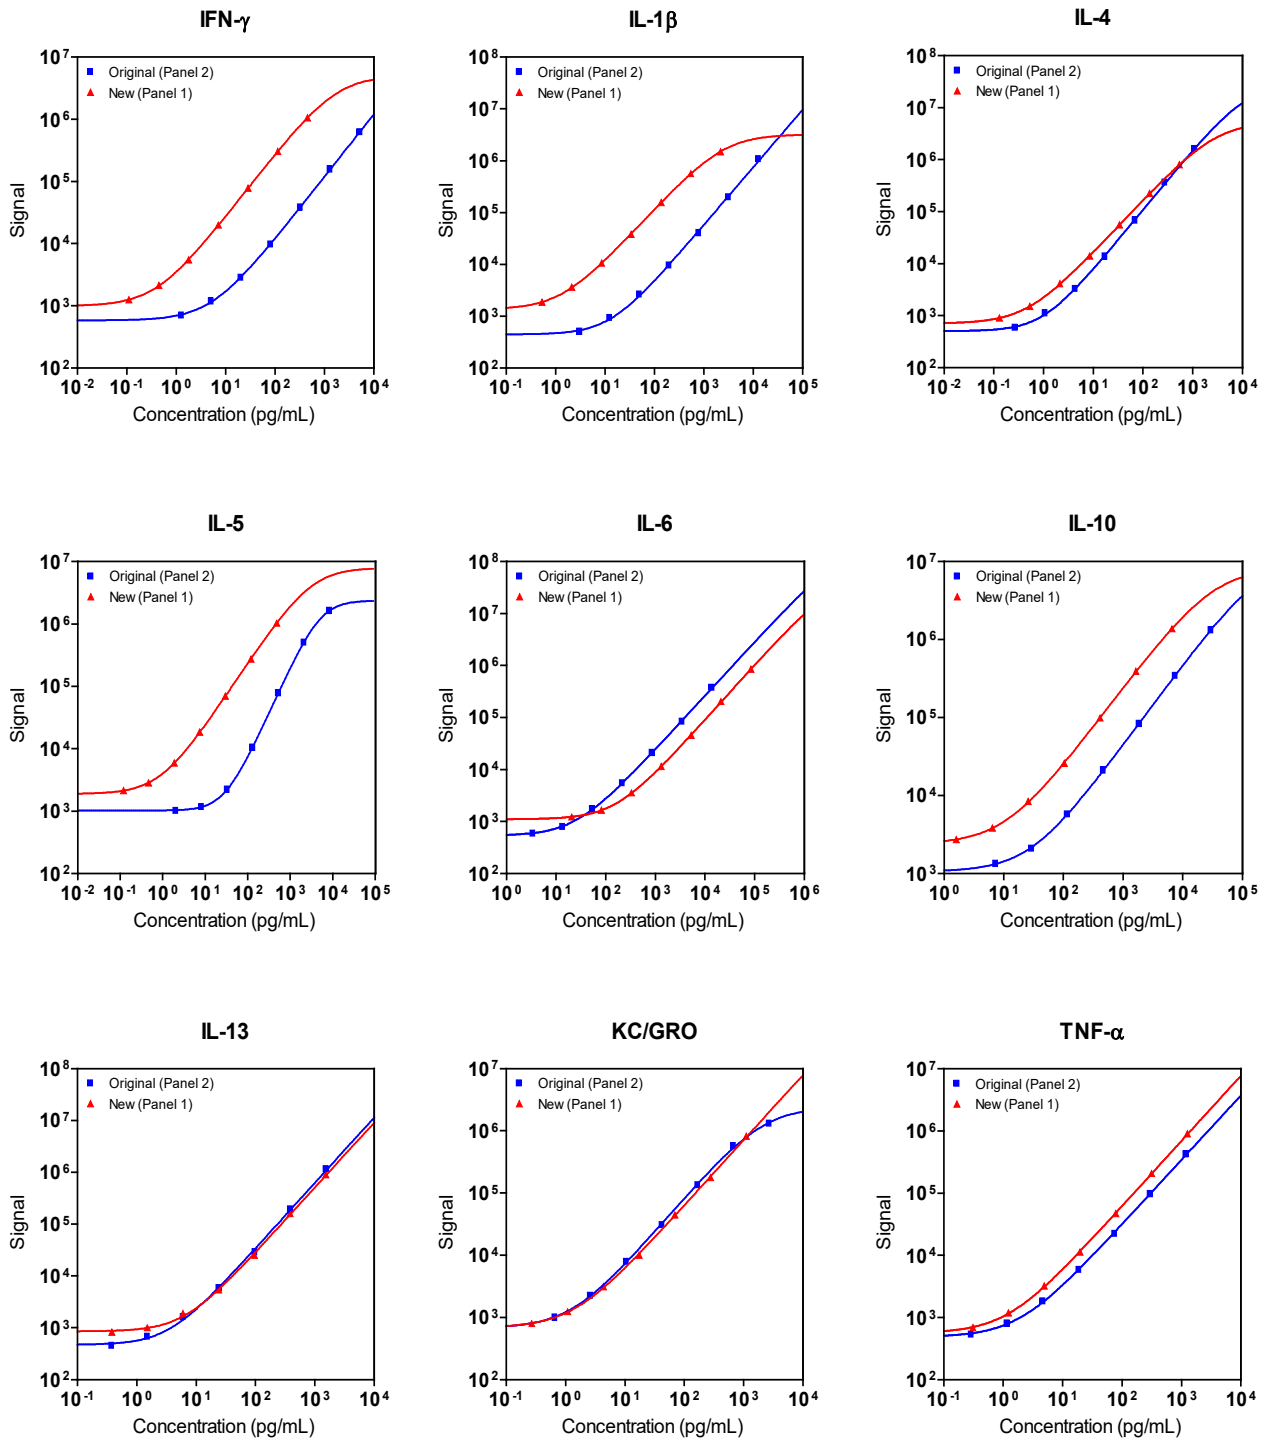 IFN-γ
10⁷
10⁶
10⁵
10⁴
10³
10²
Signal
Original (Panel 2)
New (Panel 1)
10⁻² 10⁻¹ 10⁰ 10¹ 10² 10³ 10⁴
Concentration (pg/mL)
IL-1β
10⁸
10⁷
10⁶
10⁵
10⁴
10³
10²
Signal
Original (Panel 2)
New (Panel 1)
10⁻¹ 10⁰ 10¹ 10² 10³ 10⁴ 10⁵
Concentration (pg/mL)
IL-4
10⁸
10⁷
10⁶
10⁵
10⁴
10³
10²
Signal
Original (Panel 2)
New (Panel 1)
10⁻² 10⁻¹ 10⁰ 10¹ 10² 10³ 10⁴
Concentration (pg/mL)
IL-5
10⁷
10⁶
10⁵
10⁴
10³
10²
Signal
Original (Panel 2)
New (Panel 1)
10⁻² 10⁻¹ 10⁰ 10¹ 10² 10³ 10⁴ 10⁵
Concentration (pg/mL)
IL-6
10⁸
10⁷
10⁶
10⁵
10⁴
10³
10²
Signal
Original (Panel 2)
New (Panel 1)
10⁰ 10¹ 10² 10³ 10⁴ 10⁵ 10⁶
Concentration (pg/mL)
IL-10
10⁷
10⁶
10⁵
10⁴
10³
Signal
Original (Panel 2)
New (Panel 1)
10⁰ 10¹ 10² 10³ 10⁴ 10⁵
Concentration (pg/mL)
IL-13
10⁸
10⁷
10⁶
10⁵
10⁴
10³
10²
Signal
Original (Panel 2)
New (Panel 1)
10⁻¹ 10⁰ 10¹ 10² 10³ 10⁴
Concentration (pg/mL)
KC/GRO
10⁷
10⁶
10⁵
10⁴
10³
10²
Signal
Original (Panel 2)
New (Panel 1)
10⁻¹ 10⁰ 10¹ 10² 10³ 10⁴
Concentration (pg/mL)
TNF-α
10⁷
10⁶
10⁵
10⁴
10³
10²
Signal
Original (Panel 2)
New (Panel 1)
10⁻¹ 10⁰ 10¹ 10² 10³ 10⁴
Concentration (pg/mL)